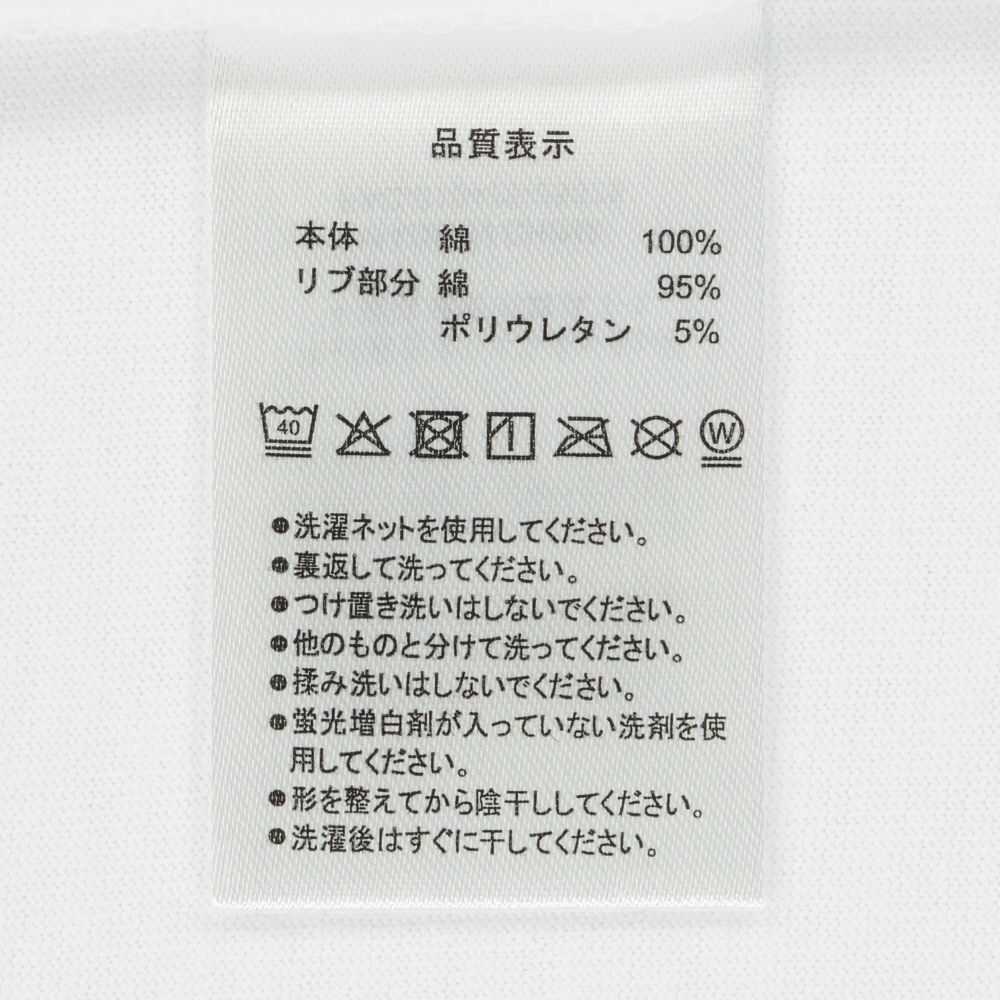 品質表示
本体 綿 100%
リブ部分 綿 95%
ポリウレタン 5%
40 W
●洗濯ネットを使用してください。
●裏返して洗ってください。
●つけ置き洗いはしないでください。
●他のものと分けて洗ってください。
●揉み洗いはしないでください。
●蛍光増白剤が入っていない洗剤を使
用してください。
●形を整えてから陰干ししてください。
●洗濯後はすぐに干してください。